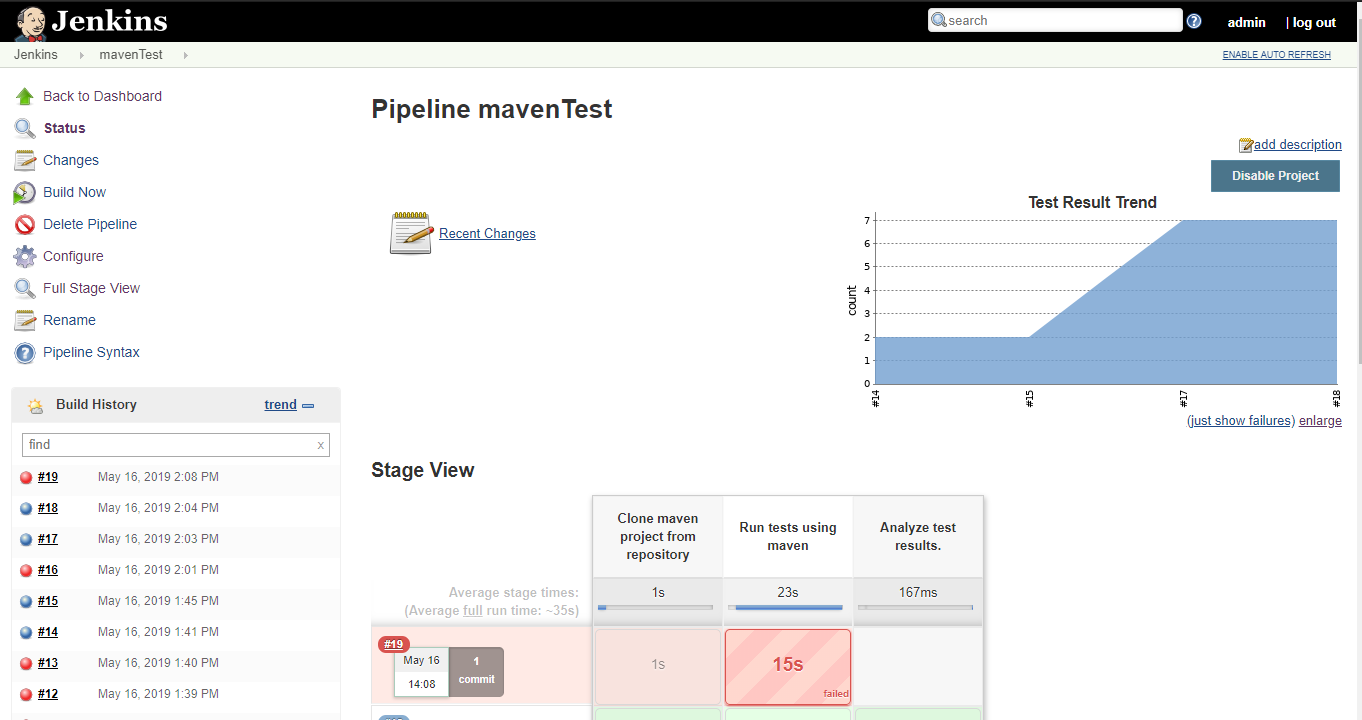 Jenkins
search
admin
| log out
Jenkins
mavenTest
ENABLE AUTO REFRESH
Back to Dashboard
Status
Changes
Build Now
Delete Pipeline
Configure
Full Stage View
Rename
Pipeline Syntax
Build History
trend
find
x
#19 May 16, 2019 2:08 PM
#18 May 16, 2019 2:04 PM
#17 May 16, 2019 2:03 PM
#16 May 16, 2019 2:01 PM
#15 May 16, 2019 1:45 PM
#14 May 16, 2019 1:41 PM
#13 May 16, 2019 1:40 PM
#12 May 16, 2019 1:39 PM
Pipeline mavenTest
add description
Disable Project
Recent Changes
Test Result Trend
count
7
6
5
4
3
2
1
0
#14
#15
#17
#18
(just show failures) enlarge
Stage View
Clone maven
project from
repository
Run tests using
maven
Analyze test
results.
Average stage times:
(Average full run time: ~35s)
1s
23s
167ms
#19
May 16
14:08
1
commit
1s
15s
failed